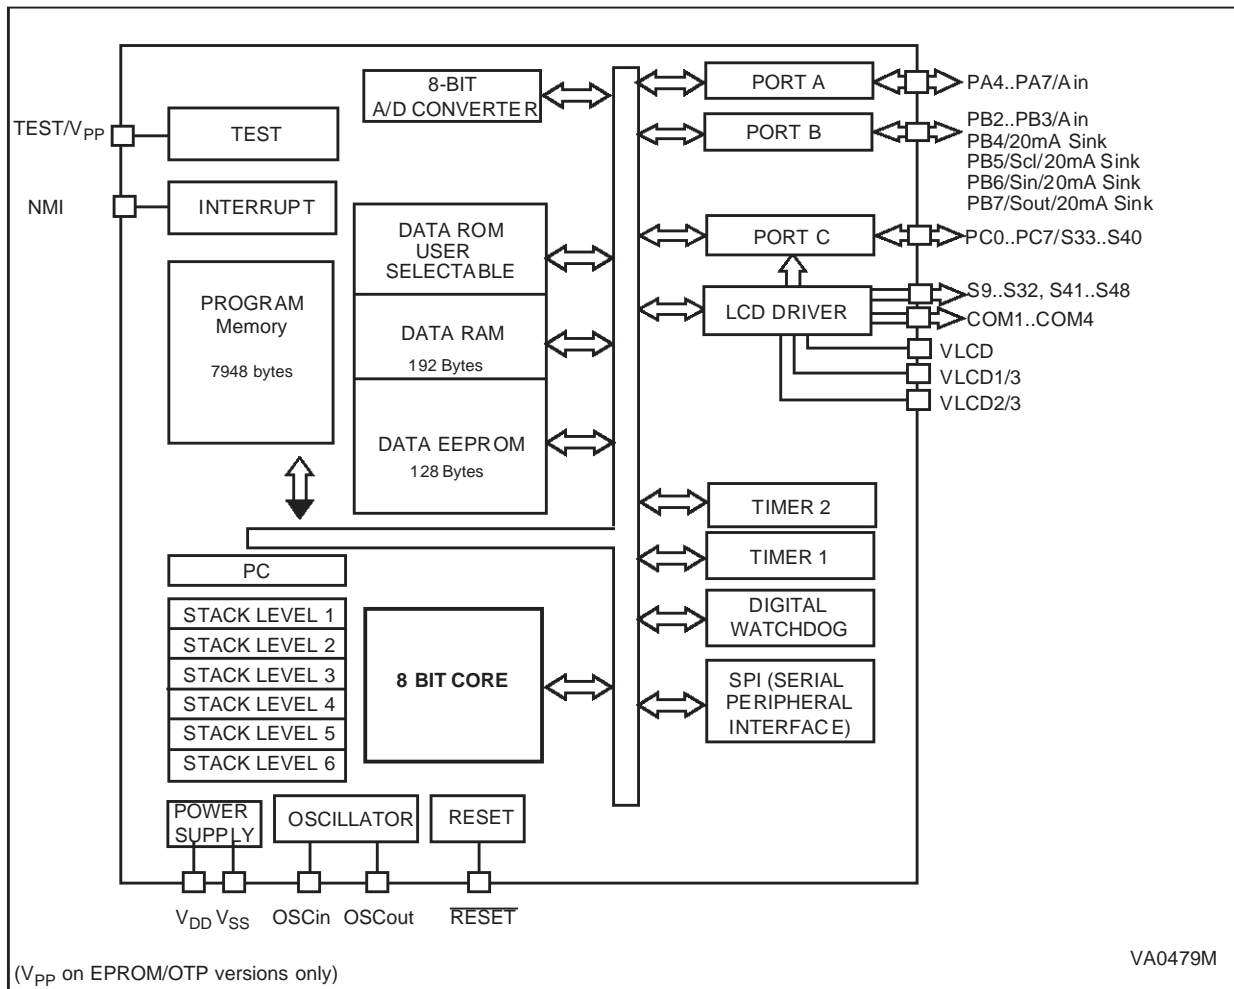 8-BIT
A/D CONVERTER
PORT A
PA4..PA7/Ain
TEST/VPP
TEST
PORT B
PB2..PB3/Ain
PB4/20mA Sink
PB5/Scl/20mA Sink
PB6/Sin/20mA Sink
PB7/Sout/20mA Sink
NMI
INTERRUPT
DATA ROM
USER
SELECTABLE
PORT C
PC0..PC7/S33..S40
PROGRAM
Memory
7948 bytes
DATA RAM
192 Bytes
LCD DRIVER
S9..S32, S41..S48
COM1..COM4
VLCD
VLCD1/3
VLCD2/3
DATA EEPROM
128 Bytes
TIMER 2
TIMER 1
PC
STACK LEVEL 1
STACK LEVEL 2
STACK LEVEL 3
STACK LEVEL 4
STACK LEVEL 5
STACK LEVEL 6
8 BIT CORE
DIGITAL
WATCHDOG
SPI (SERIAL
PERIPHERAL
INTERFACE)
POWER
SUPPLY
OSCILLATOR
RESET
VDD VSS
OSCin OSCout
RESET
(VPP on EPROM/OTP versions only)
VA0479M